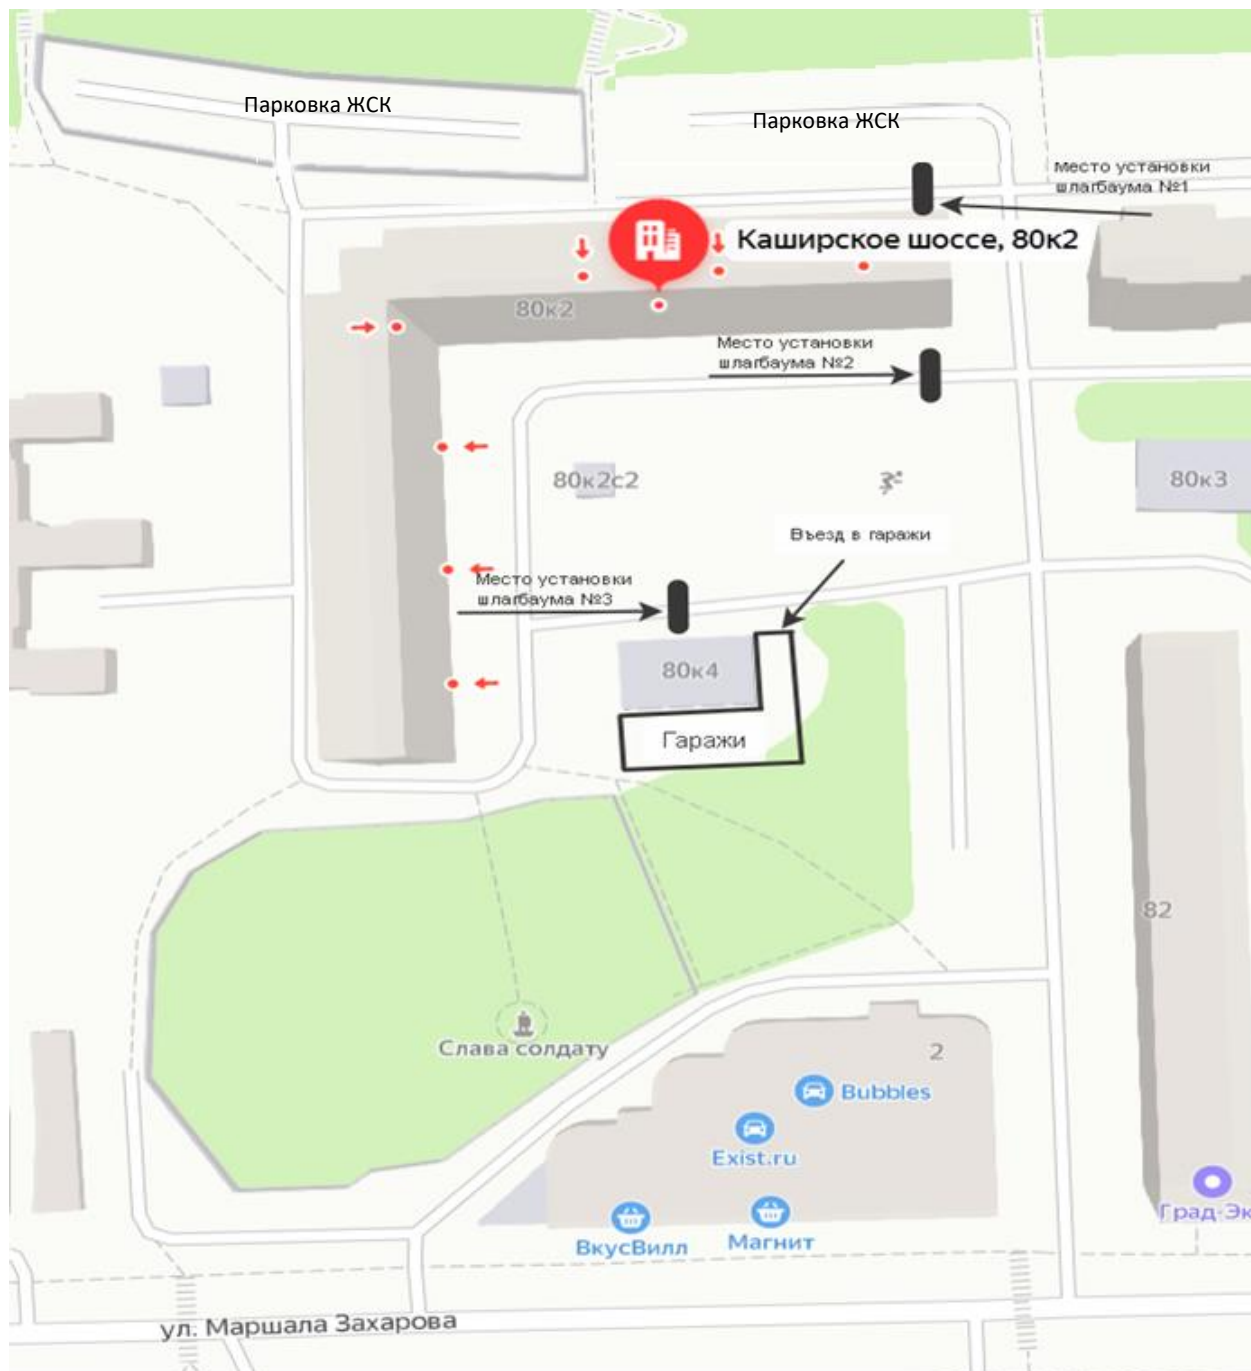 Парковка ЖСК
Парковка ЖСК
Место установки
шлагбаума №1
Каширское шоссе, 80к2
80к2
Место установки
шлагбаума №2
80к2с2
80к3
Въезд в гаражи
Место установки
шлагбаума №3
80к4
Гаражи
82
Слава солдату
2
Bubbles
Exist.ru
Град-Эк
ВкусВилл
Магнит
ул. Маршала Захарова